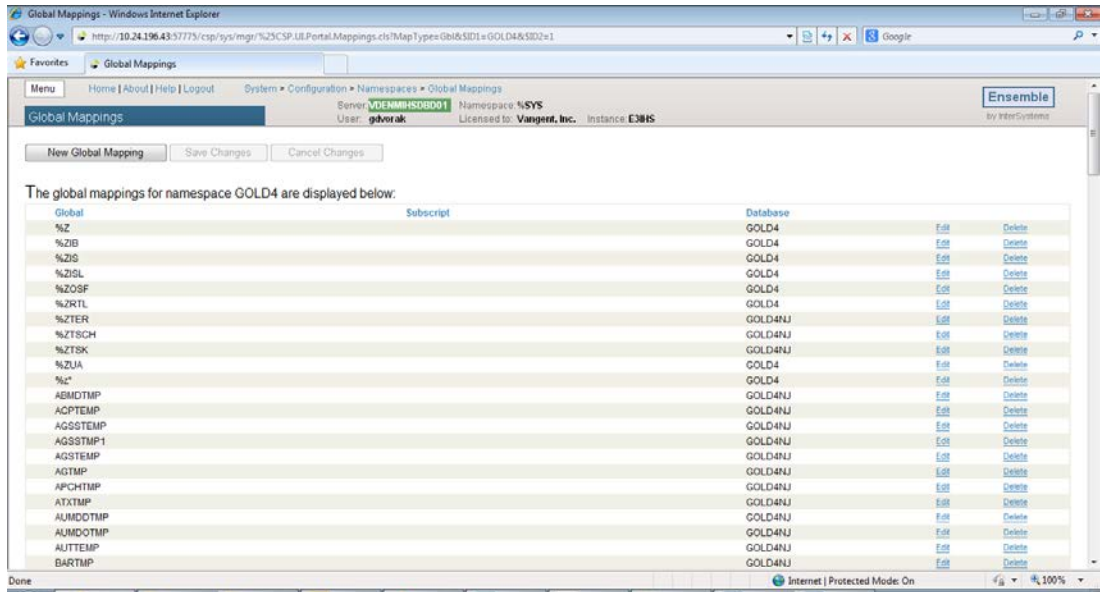 Global Mappings - Windows Internet Explorer
http://10.24.196.43:57775/csp/sys/mgr/%25CSP.UI.Portal.Mappings.cls?MapType=Gbl&$ID1=GOLD4&$ID2=1
Google
Favorites
Global Mappings
Menu
Home | About | Help | Logout
System > Configuration > Namespaces > Global Mappings
Global Mappings
Server: VDENMIHSDBD01 Namespace: %SYS
User: gdvorak Licensed to: Vangent, Inc. Instance: E3IHS
Ensemble
by InterSystems
New Global Mapping
Save Changes
Cancel Changes
The global mappings for namespace GOLD4 are displayed below:
Global Subscript Database
%Z GOLD4 Edit Delete
%ZIB GOLD4 Edit Delete
%ZIS GOLD4 Edit Delete
%ZISL GOLD4 Edit Delete
%ZOSF GOLD4 Edit Delete
%ZRTL GOLD4 Edit Delete
%ZTER GOLD4NJ Edit Delete
%ZTSCH GOLD4NJ Edit Delete
%ZTSK GOLD4NJ Edit Delete
%ZUA GOLD4 Edit Delete
%z* GOLD4 Edit Delete
ABMDTMP GOLD4NJ Edit Delete
ACPTEMP GOLD4NJ Edit Delete
AGSSTEMP GOLD4NJ Edit Delete
AGSSTMP1 GOLD4NJ Edit Delete
AGSTEMP GOLD4NJ Edit Delete
AGTMP GOLD4NJ Edit Delete
APCHTMP GOLD4NJ Edit Delete
ATXTMP GOLD4NJ Edit Delete
AUMDDTMP GOLD4NJ Edit Delete
AUMDOTMP GOLD4NJ Edit Delete
AUTTEMP GOLD4NJ Edit Delete
BARTMP GOLD4NJ Edit Delete
Done
Internet | Protected Mode: On
100%